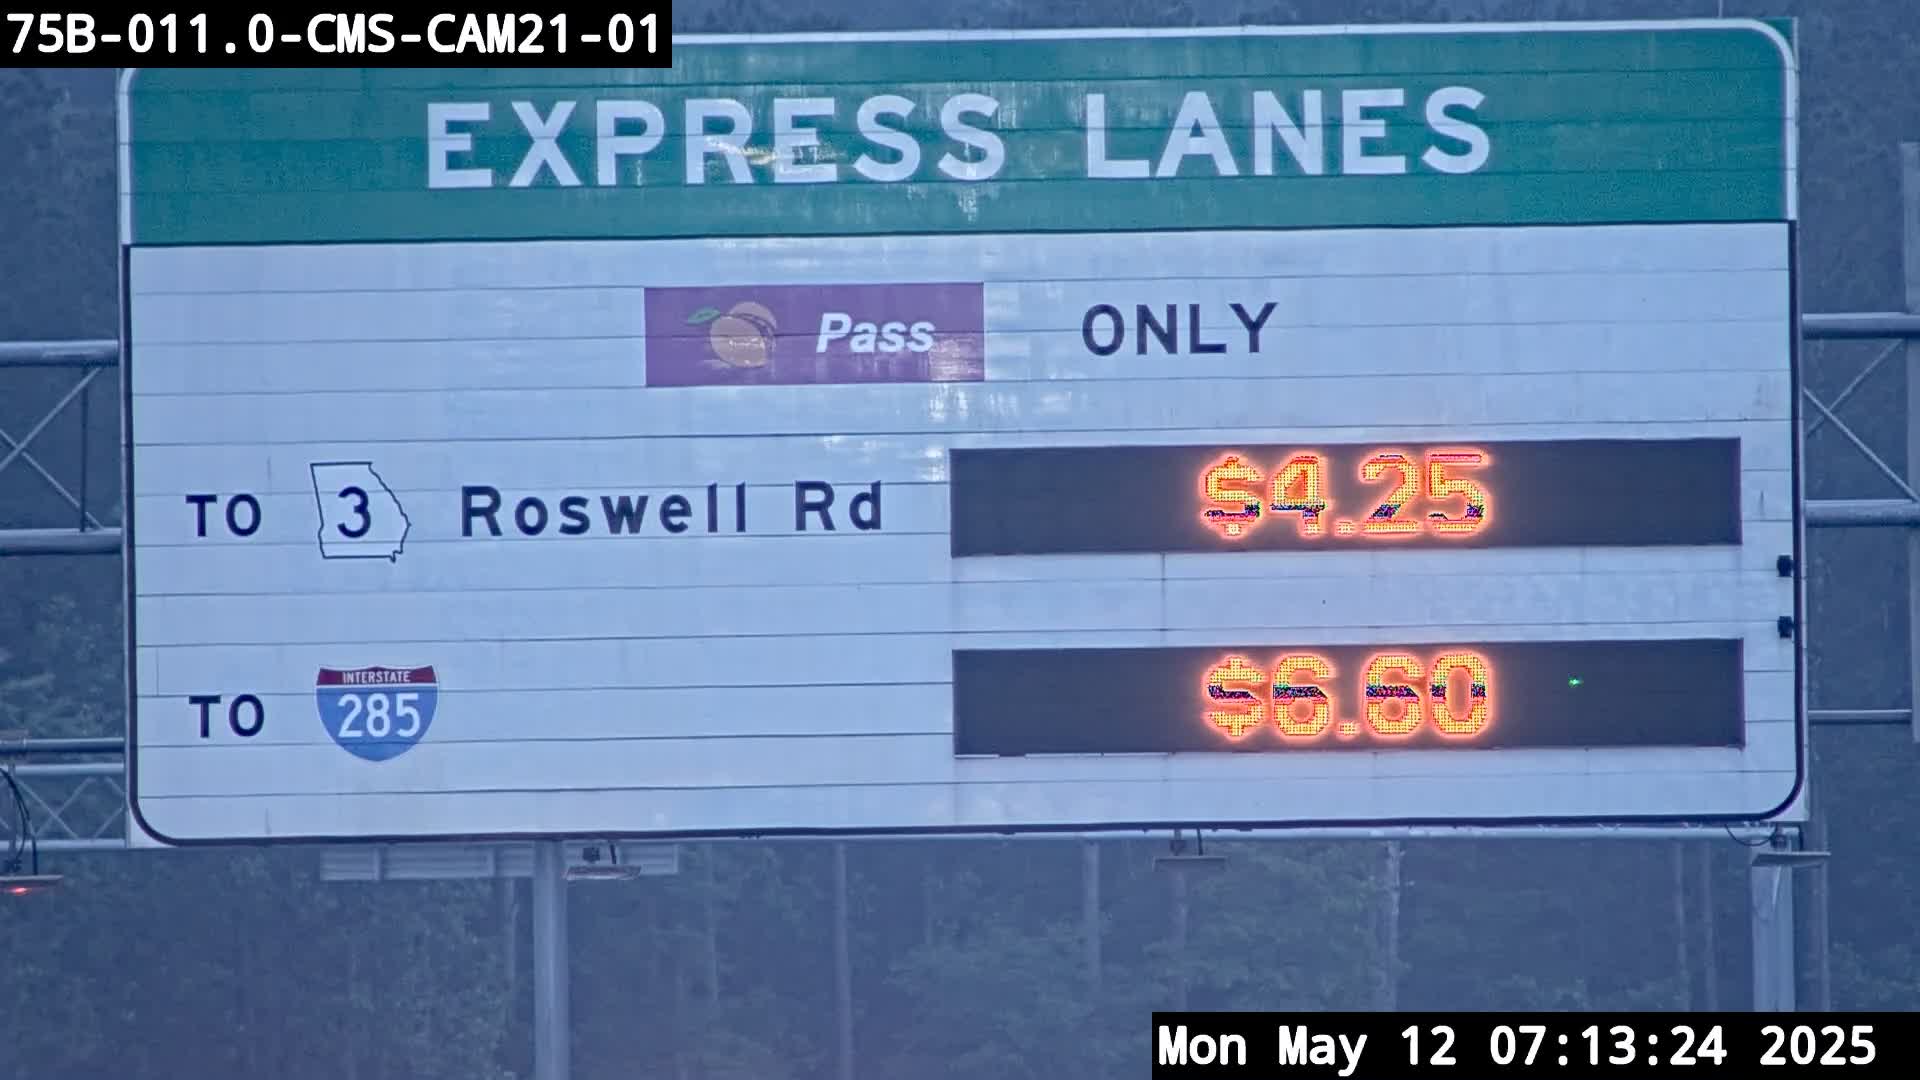 75B-011.0-CMS-CAM21-01
EXPRESS LANES
Pass ONLY
TO 3 Roswell Rd $4.25
TO INTERSTATE 285 $6.60
Mon May 12 07:13:24 2025